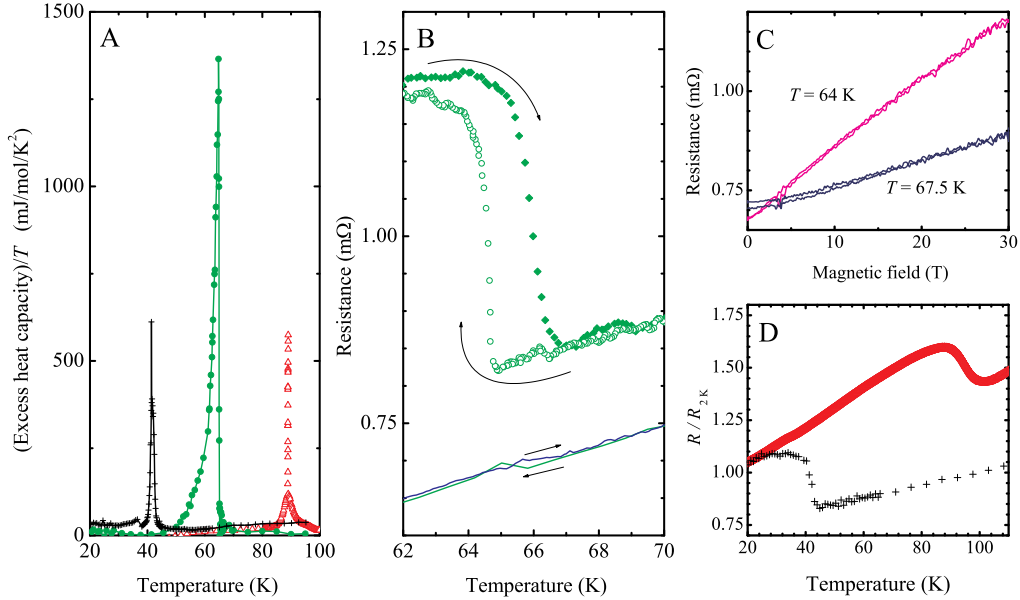 A
(Excess heat capacity)/T (mJ/mol/K²)
1500
1000
500
0
20 40 60 80 100
Temperature (K)
B
Resistance (mΩ)
1.25
1.00
0.75
62 64 66 68 70
Temperature (K)
C
Resistance (mΩ)
1.00
0.75
T = 64 K
T = 67.5 K
0 10 20 30
Magnetic field (T)
D
R / R₂ K
1.75
1.50
1.25
1.00
0.75
20 40 60 80 100
Temperature (K)